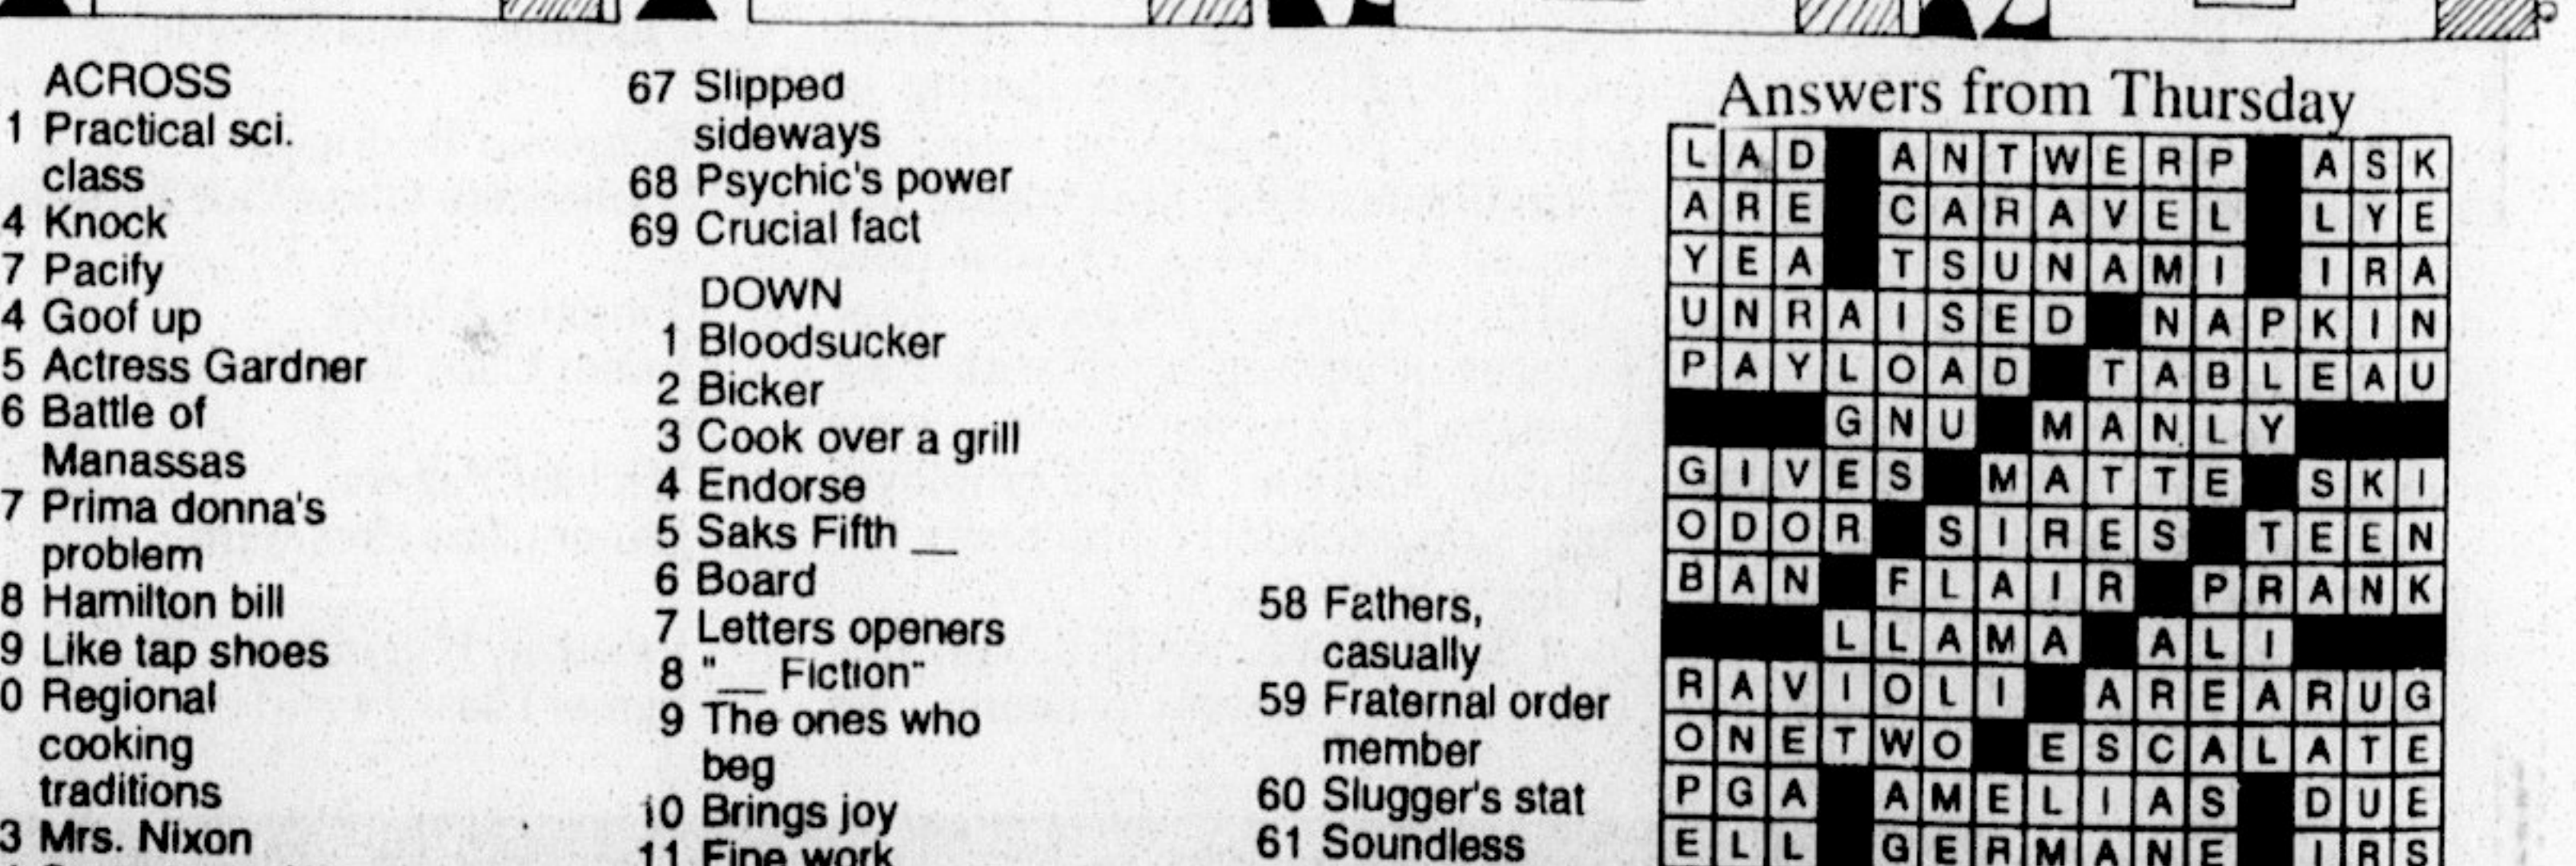 ACROSS
1 Practical sci.
class
4 Knock
7 Pacify
4 Goof up
5 Actress Gardner
6 Battle of
Manassas
7 Prima donna's
problem
8 Hamilton bill
9 Like tap shoes
0 Regional
cooking
traditions
3 Mrs. Nixon
67 Slipped
sideways
68 Psychic's power
69 Crucial fact
DOWN
1 Bloodsucker
2 Bicker
3 Cook over a grill
4 Endorse
5 Saks Fifth __
6 Board
7 Letters openers
8 "__ Fiction"
9 The ones who
beg
10 Brings joy
11 Fine work
58 Fathers,
casually
59 Fraternal order
member
60 Slugger's stat
61 Soundless
Answers from Thursday
LAD ANTWERP ASK
ARE CARAVEL LYE
YEA TSUNAMI IRA
UNRAISED NAPKIN
PAYLOAD TABLEAU
GNU MANLY
GIVES MATTE SKI
ODOR SIRES TEEN
BAN FLAIR PRANK
LLAMA ALI
RAVIOLI AREARUG
ONETWO ESCALATE
PGA AMELIAS DUE
ELL GERMANE IRS